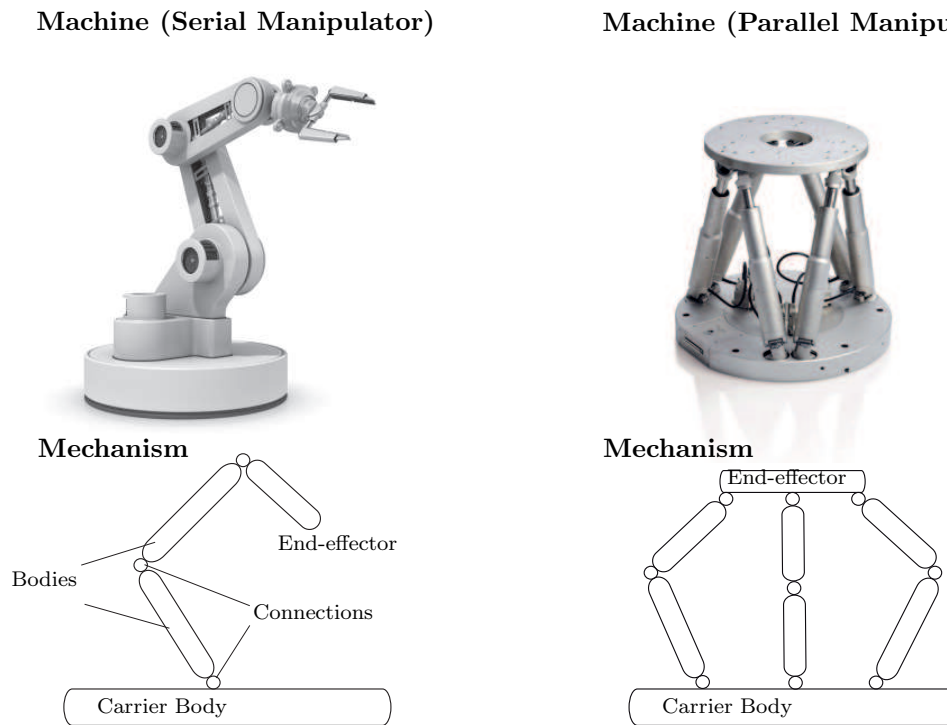 Machine (Serial Manipulator)
Machine (Parallel Manipu
Mechanism
End-effector
Bodies
Connections
Carrier Body
Mechanism
End-effector
Carrier Body